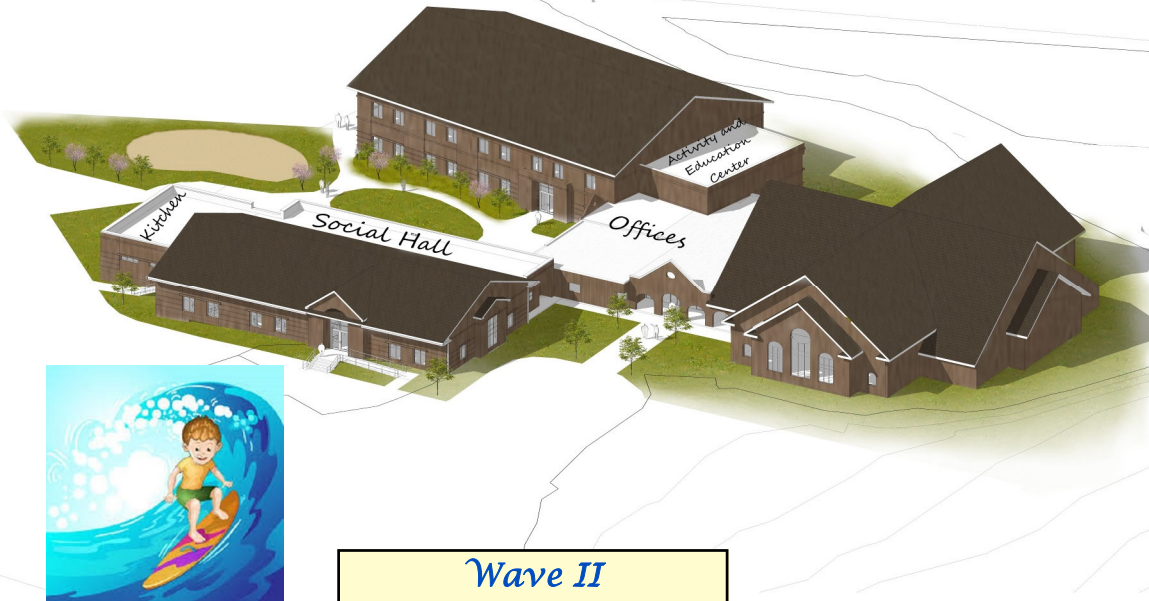 Activity and
Education
Center
Kitchen
Social Hall
Offices
Wave II